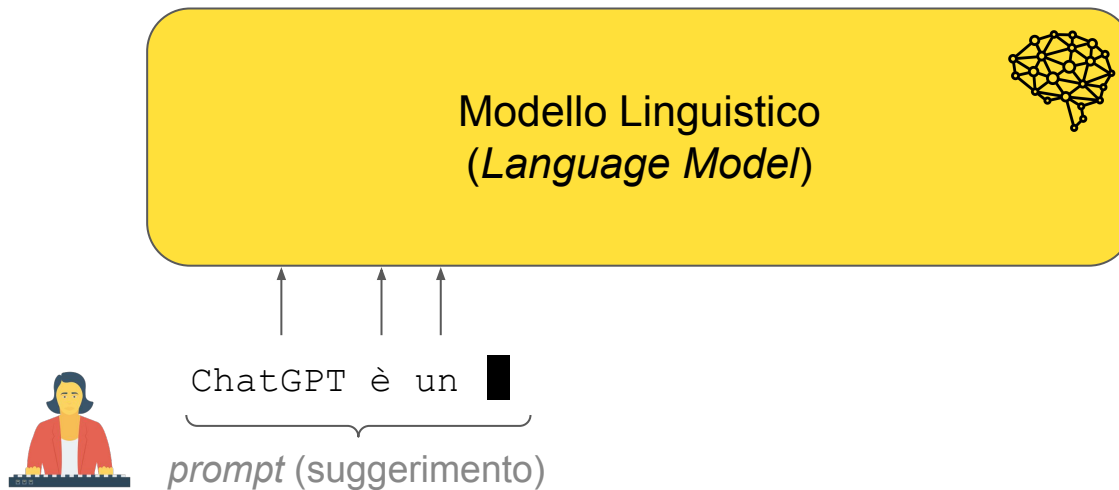 Modello Linguistico
(Language Model)
ChatGPT è un
prompt (suggerimento)